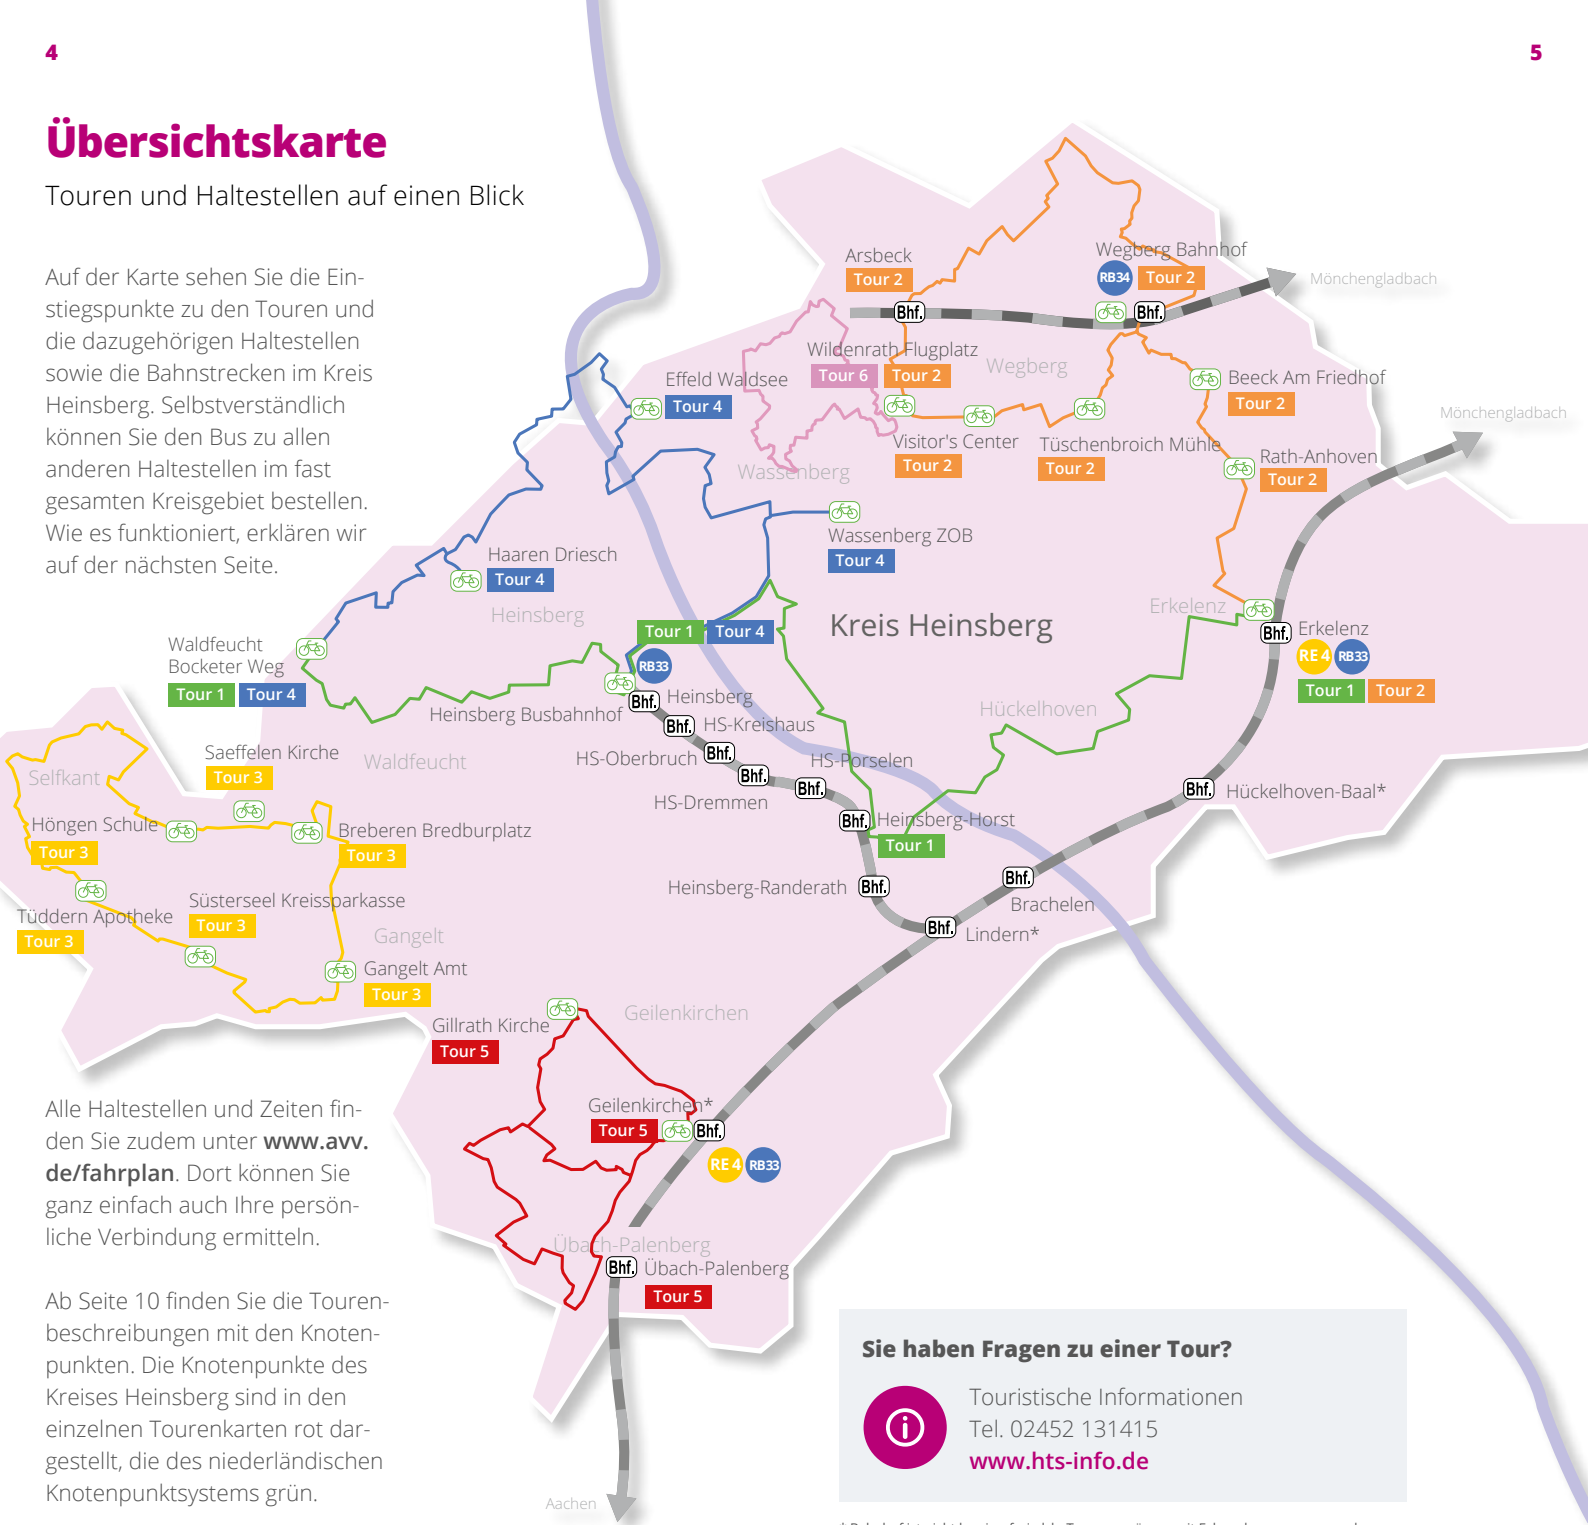 4
5
Übersichtskarte
Touren und Haltestellen auf einen Blick
Auf der Karte sehen Sie die Ein-
stiegspunkte zu den Touren und
die dazugehörigen Haltestellen
sowie die Bahnstrecken im Kreis
Heinsberg. Selbstverständlich
können Sie den Bus zu allen
anderen Haltestellen im fast
gesamten Kreisgebiet bestellen.
Wie es funktioniert, erklären wir
auf der nächsten Seite.
Arsbeck
Tour 2
Bhf.
Wegberg Bahnhof
RB34
Tour 2
Bhf.
Mönchengladbach
Wildenrath Flugplatz
Tour 6
Tour 2
Wegberg
Effeld Waldsee
Tour 4
Beeck Am Friedhof
Tour 2
Mönchengladbach
Visitor's Center
Tour 2
Tüschenbroich Mühle
Tour 2
Rath-Anhoven
Tour 2
Wassenberg
Wassenberg ZOB
Tour 4
Haaren Driesch
Tour 4
Heinsberg
Kreis Heinsberg
Erkelenz
Bhf.
Erkelenz
RE 4
RB33
Tour 1
Tour 2
Tour 1
Tour 4
RB33
Waldfeucht
Bocketer Weg
Tour 1
Tour 4
Bhf.
Heinsberg
Heinsberg Busbahnhof
Bhf.
HS-Kreishaus
Hückelhoven
HS-Oberbruch
Bhf.
HS-Porselen
Bhf.
HS-Dremmen
Bhf.
Bhf.
Hückelhoven-Baal*
Bhf.
Heinsberg-Horst
Tour 1
Saeffelen Kirche
Tour 3
Waldfeucht
Selfkant
Höngen Schule
Tour 3
Breberen Bredburplatz
Tour 3
Heinsberg-Randerath
Bhf.
Bhf.
Brachelen
Tüddern Apotheke
Tour 3
Süsterseel Kreissparkasse
Tour 3
Bhf.
Lindern*
Gangelt
Gangelt Amt
Tour 3
Geilenkirchen
Gillrath Kirche
Tour 5
Geilenkirchen*
Tour 5
Bhf.
RE 4
RB33
Übach-Palenberg
Bhf.
Übach-Palenberg
Tour 5
Aachen
Alle Haltestellen und Zeiten fin-
den Sie zudem unter www.avv.
de/fahrplan. Dort können Sie
ganz einfach auch Ihre persön-
liche Verbindung ermitteln.
Ab Seite 10 finden Sie die Touren-
beschreibungen mit den Knoten-
punkten. Die Knotenpunkte des
Kreises Heinsberg sind in den
einzelnen Tourenkarten rot dar-
gestellt, die des niederländischen
Knotenpunktsystems grün.
Sie haben Fragen zu einer Tour?
Touristische Informationen
Tel. 02452 131415
www.hts-info.de